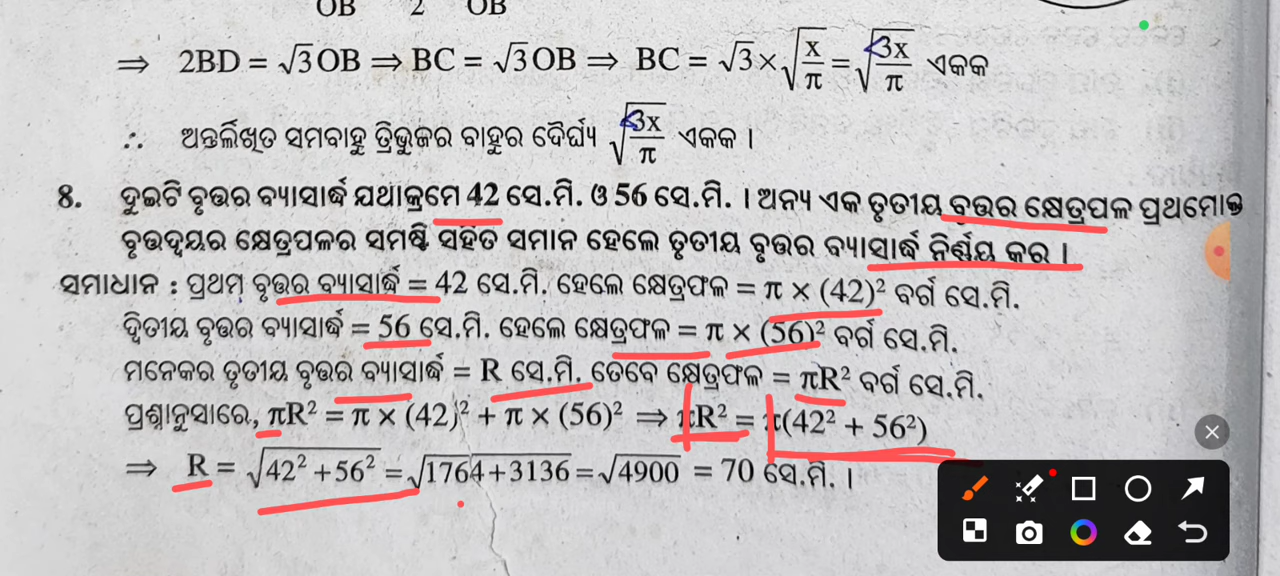 OB 2 OB
⇒ 2BD = √3OB ⇒ BC = √3OB ⇒ BC = √3 × √(x/π) = √(3x/π) ଏକକ
∴ ଅନ୍ତର୍ଲିଖିତ ସମବାହୁ ତ୍ରିଭୁଜର ବାହୁର ଦୈର୍ଘ୍ୟ √(3x/π) ଏକକ ।
8. ଦୁଇଟି ବୃତ୍ତର ବ୍ୟାସାର୍ଦ୍ଧ ଯଥାକ୍ରମେ 42 ସେ.ମି. ଓ 56 ସେ.ମି. । ଅନ୍ୟ ଏକ ତୃତୀୟ ବୃତ୍ତର କ୍ଷେତ୍ରଫଳ ପ୍ରଥମୋକ୍ତ
ବୃତ୍ତଦ୍ୱୟର କ୍ଷେତ୍ରଫଳର ସମଷ୍ଟି ସହିତ ସମାନ ହେଲେ ତୃତୀୟ ବୃତ୍ତର ବ୍ୟାସାର୍ଦ୍ଧ ନିର୍ଣ୍ଣୟ କର ।
ସମାଧାନ : ପ୍ରଥମ ବୃତ୍ତର ବ୍ୟାସାର୍ଦ୍ଧ = 42 ସେ.ମି. ହେଲେ କ୍ଷେତ୍ରଫଳ = π × (42)² ବର୍ଗ ସେ.ମି.
ଦ୍ୱିତୀୟ ବୃତ୍ତର ବ୍ୟାସାର୍ଦ୍ଧ = 56 ସେ.ମି. ହେଲେ କ୍ଷେତ୍ରଫଳ = π × (56)² ବର୍ଗ ସେ.ମି.
ମନେକର ତୃତୀୟ ବୃତ୍ତର ବ୍ୟାସାର୍ଦ୍ଧ = R ସେ.ମି. ତେବେ କ୍ଷେତ୍ରଫଳ = πR² ବର୍ଗ ସେ.ମି.
ପ୍ରଶ୍ନାନୁସାରେ, πR² = π × (42)² + π × (56)² ⇒ πR² = π(42² + 56²)
⇒ R = √(42² + 56²) = √(1764+3136) = √4900 = 70 ସେ.ମି. ।